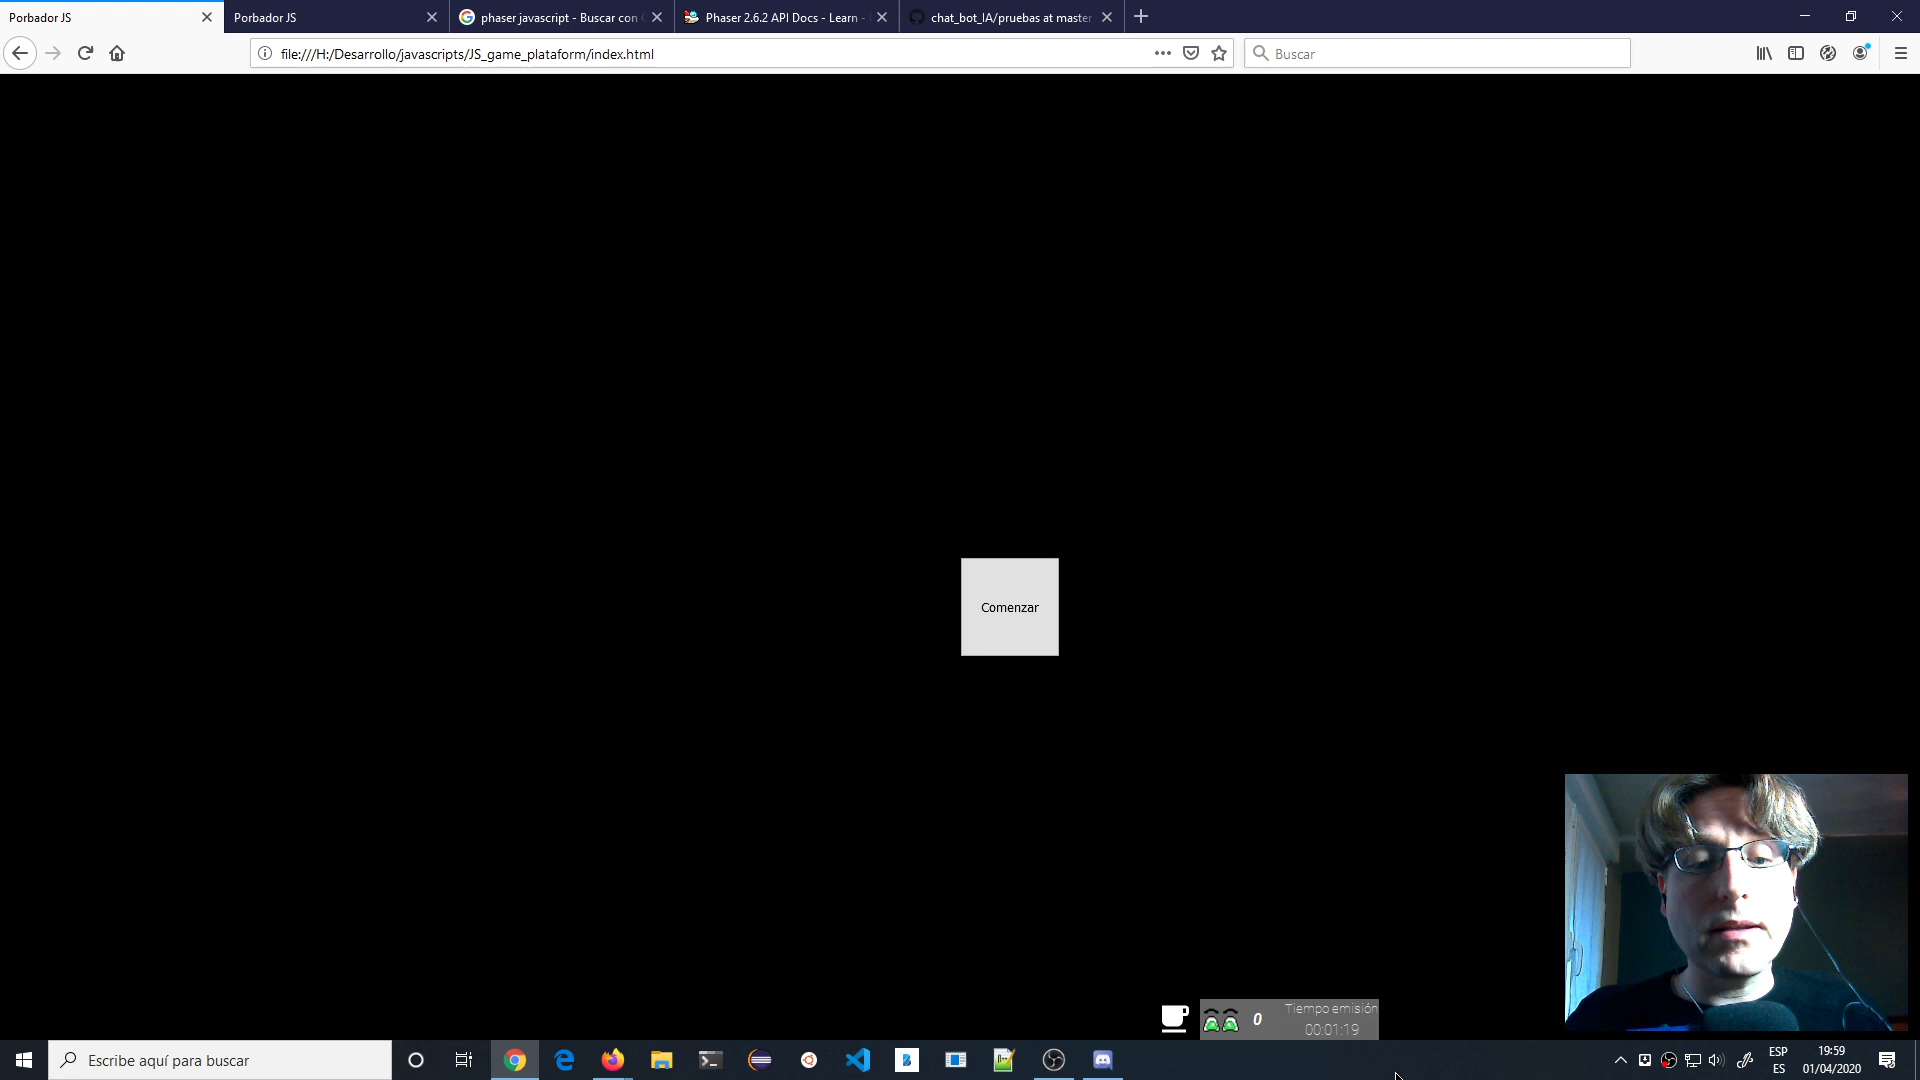 Porbador JS
Porbador JS
phaser javascript - Buscar con
Phaser 2.6.2 API Docs - Learn -
chat_bot_IA/pruebas at master
file:///H:/Desarrollo/javascripts/JS_game_plataform/index.html
Buscar
Comenzar
0
Tiempo emisión
00:01:19
Escribe aquí para buscar
ESP
ES
19:59
01/04/2020